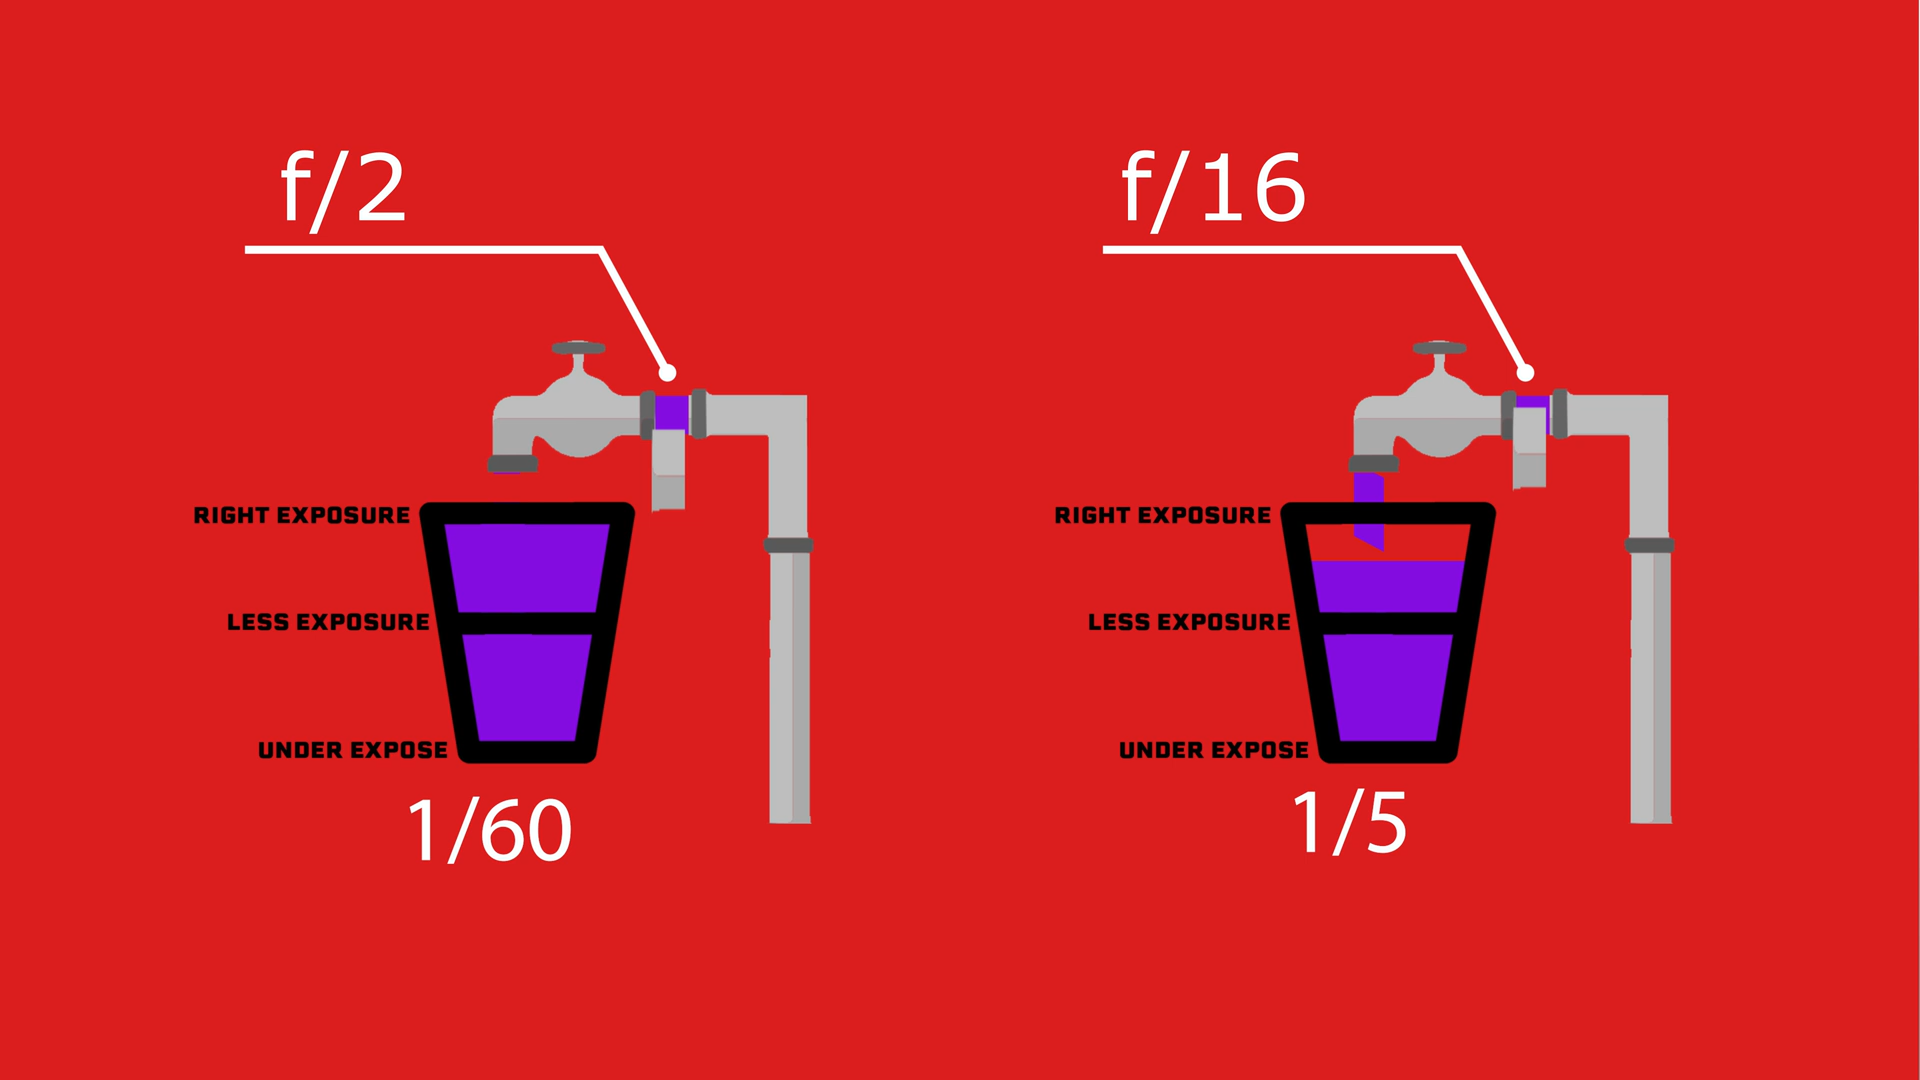 f/2
RIGHT EXPOSURE
LESS EXPOSURE
UNDER EXPOSE
1/60
f/16
RIGHT EXPOSURE
LESS EXPOSURE
UNDER EXPOSE
1/5